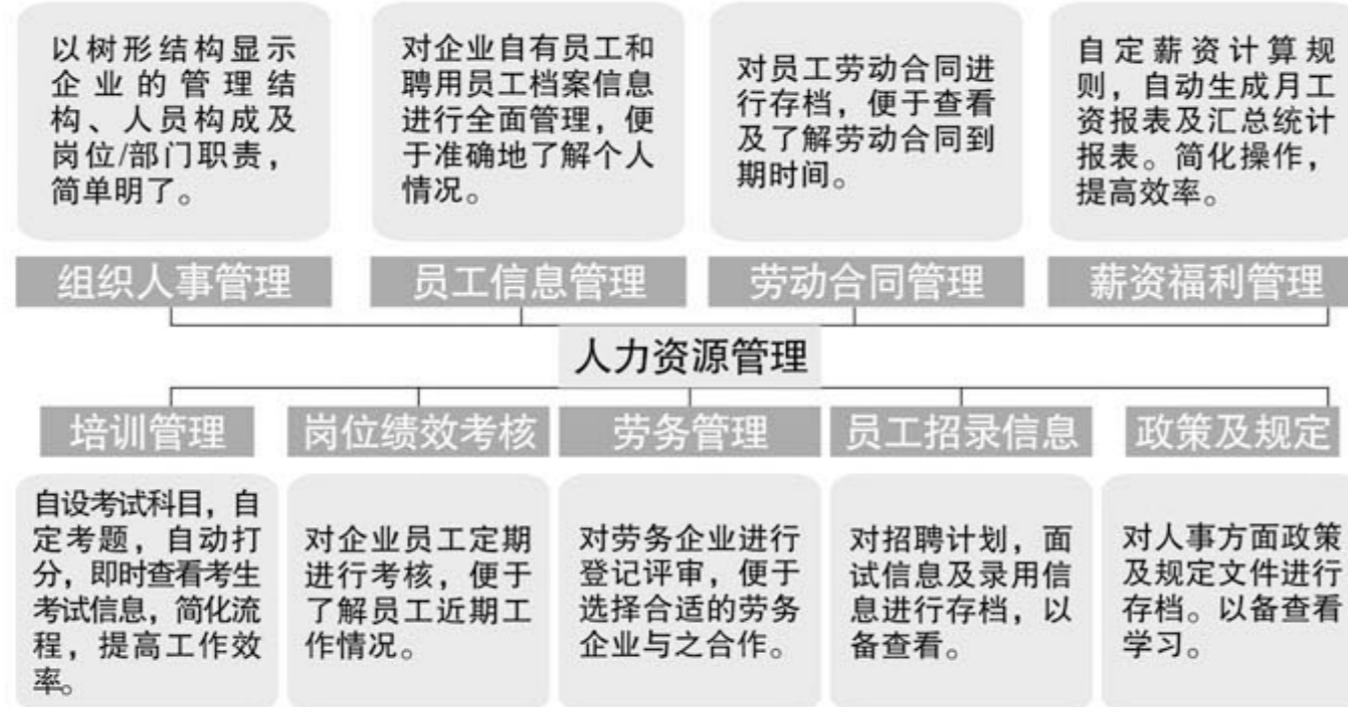 以树形结构显示
企业的管理结
构、人员构成及
岗位/部门职责，
简单明了。
对企业自有员工和
聘用员工档案信息
进行全面管理，便
于准确地了解个人
情况。
对员工劳动合同进
行存档，便于查看
及了解劳动合同到
期时间。
自定薪资计算规
则，自动生成月工
资报表及汇总统计
报表。简化操作，
提高效率。
组织人事管理
员工信息管理
劳动合同管理
薪资福利管理
人力资源管理
培训管理
岗位绩效考核
劳务管理
员工招录信息
政策及规定
自设考试科目，自
定考题，自动打
分，即时查看考生
考试信息，简化流
程，提高工作效
率。
对企业员工定期
进行考核，便于
了解员工近期工
作情况。
对劳务企业进行
登记评审，便于
选择合适的劳务
企业与之合作。
对招聘计划，面
试信息及录用信
息进行存档，以
备查看。
对人事方面政策
及规定文件进行
存档。以备查看
学习。